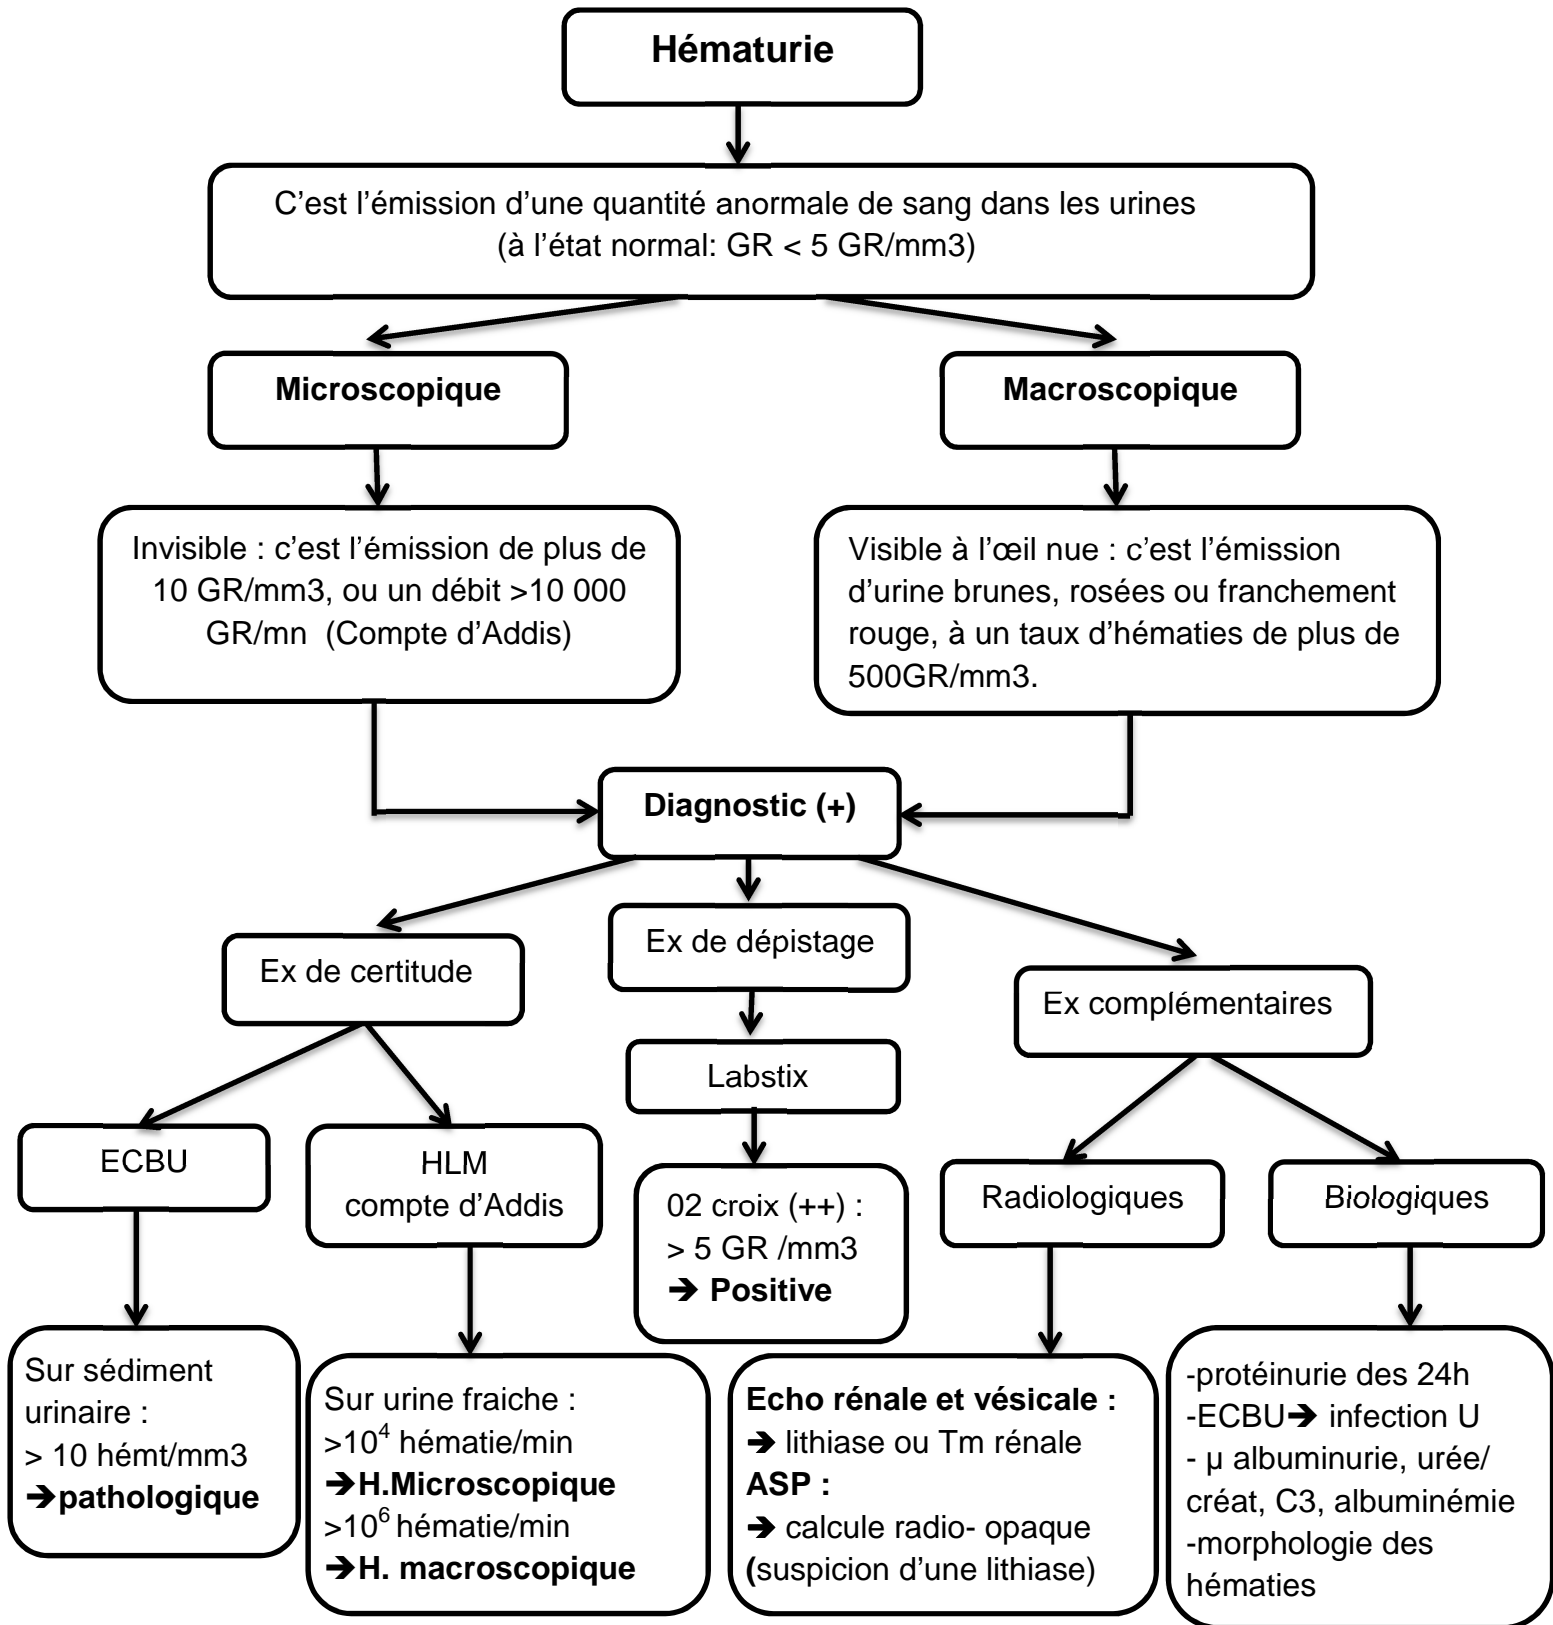 Hématurie
C’est l’émission d’une quantité anormale de sang dans les urines
(à l’état normal: GR < 5 GR/mm3)
Microscopique
Macroscopique
Invisible : c’est l’émission de plus de
10 GR/mm3, ou un débit >10 000
GR/mn (Compte d’Addis)
Visible à l’œil nue : c’est l’émission
d’urine brunes, rosées ou franchement
rouge, à un taux d’hématies de plus de
500GR/mm3.
Diagnostic (+)
Ex de certitude
Ex de dépistage
Ex complémentaires
Labstix
ECBU
HLM
compte d’Addis
02 croix (++) :
> 5 GR /mm3
➔ Positive
Radiologiques
Biologiques
Sur sédiment
urinaire :
> 10 hémt/mm3
➔pathologique
Sur urine fraiche :
>10⁴ hématie/min
➔H.Microscopique
>10⁶ hématie/min
➔H. macroscopique
Echo rénale et vésicale :
➔ lithiase ou Tm rénale
ASP :
➔ calcule radio- opaque
(suspicion d’une lithiase)
-protéinurie des 24h
-ECBU➔ infection U
- µ albuminurie, urée/
créat, C3, albuminémie
-morphologie des
hématies